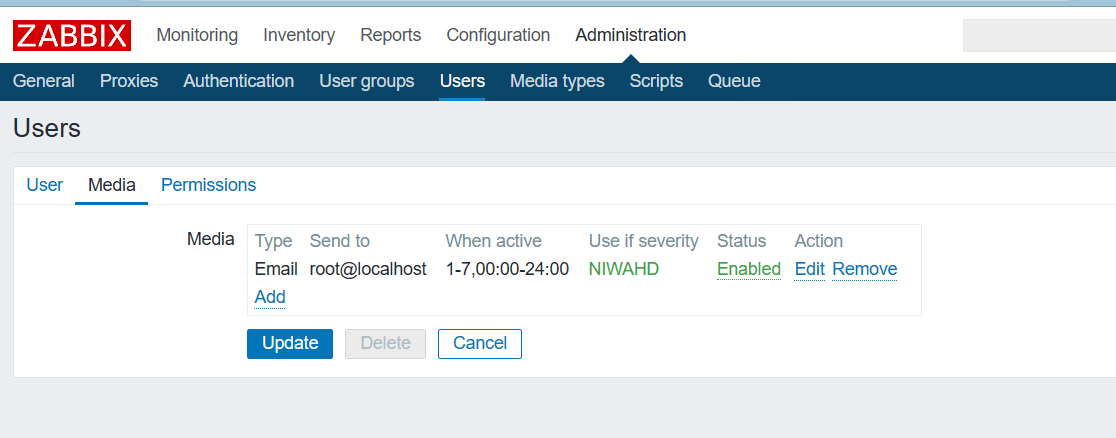 ZABBIX Monitoring Inventory Reports Configuration Administration
General Proxies Authentication User groups Users Media types Scripts Queue
Users
User Media Permissions
Media Type Send to When active Use if severity Status Action
Email root@localhost 1-7,00:00-24:00 NIWAHD Enabled Edit Remove
Add
Update Delete Cancel